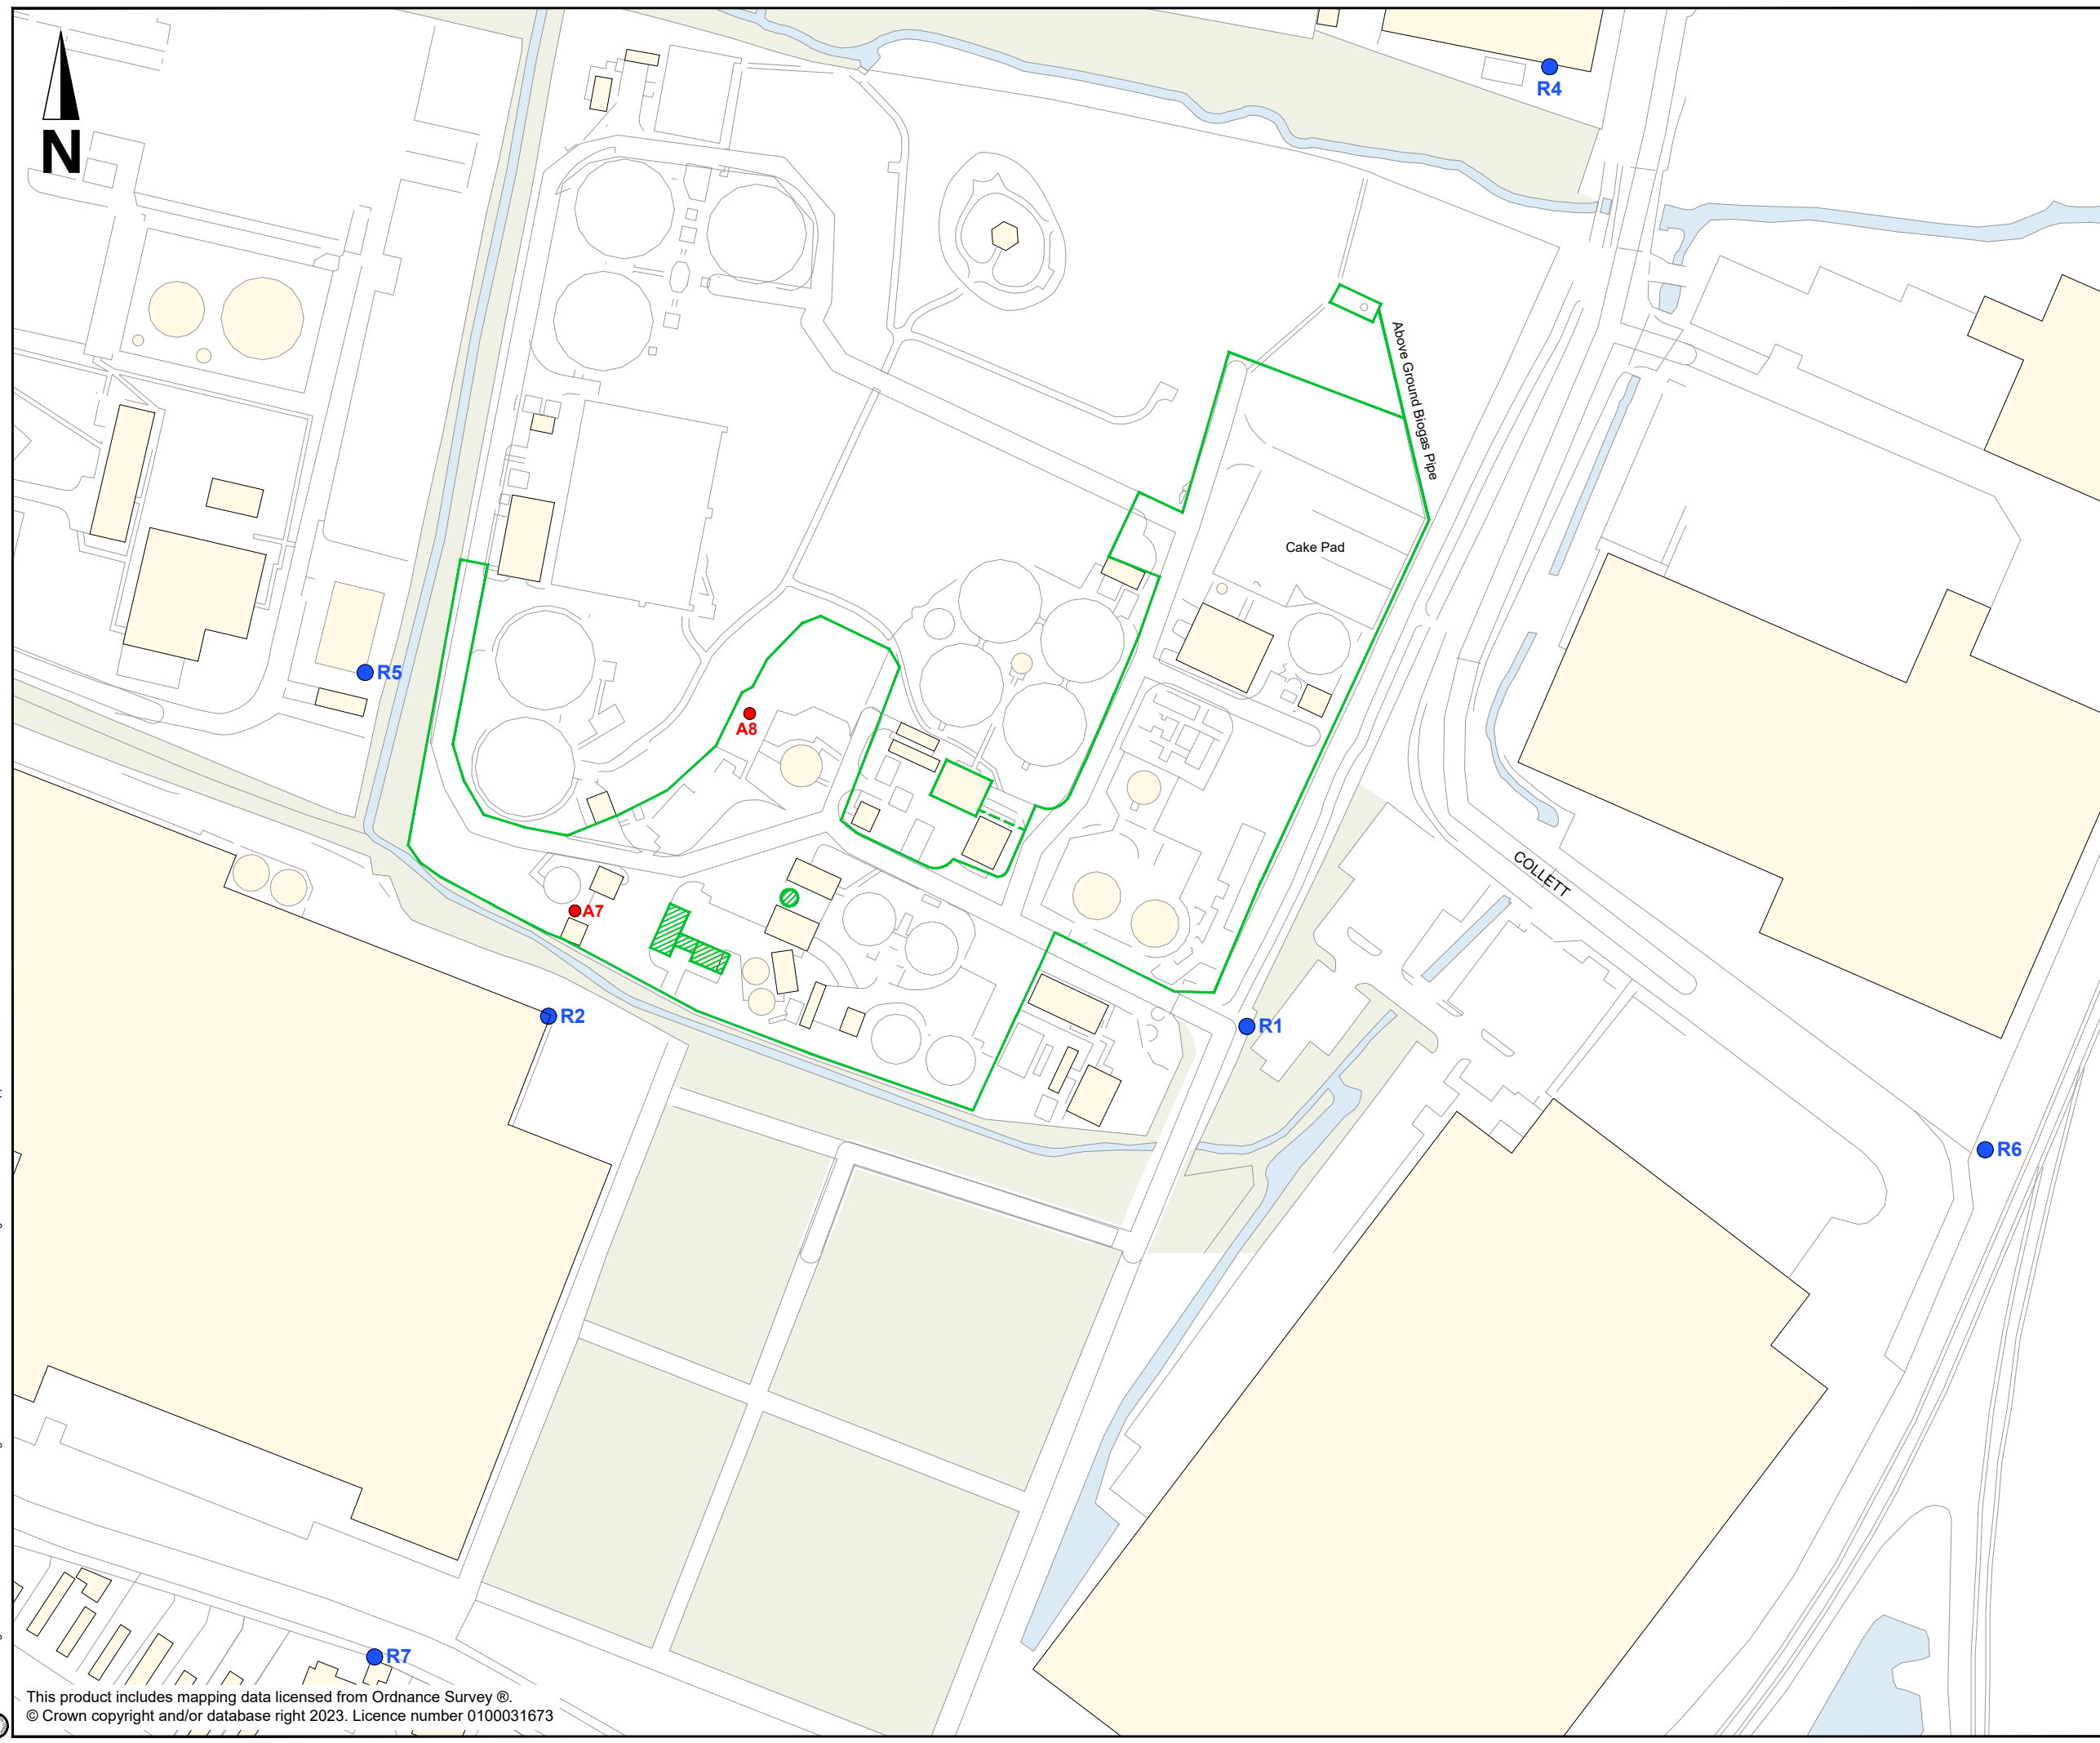 N
R4
Above Ground Biogas Pipe
Cake Pad
R5
A8
COLLETT
A7
R2
R1
R6
R7
This product includes mapping data licensed from Ordnance Survey ®.
© Crown copyright and/or database right 2023. Licence number 0100031673